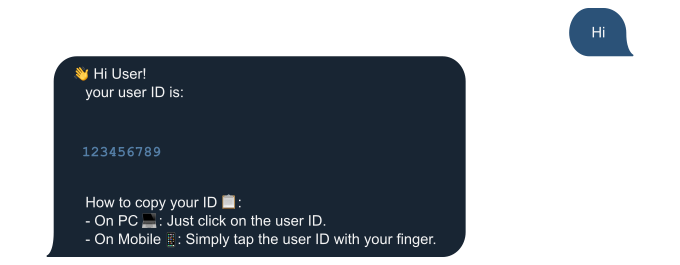 Hi
👋 Hi User!
your user ID is:
123456789
How to copy your ID 📋:
- On PC 💻: Just click on the user ID.
- On Mobile 📱: Simply tap the user ID with your finger.